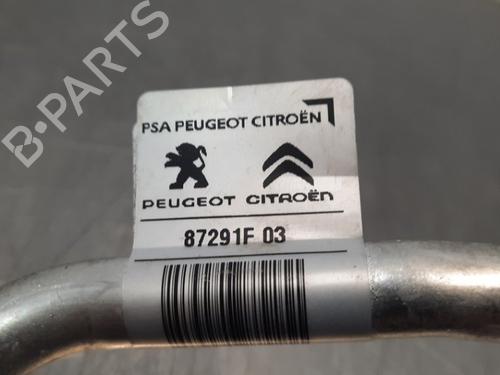 PSA PEUGEOT CITROËN
PEUGEOT CITROËN
87291F 03
B-PARTS